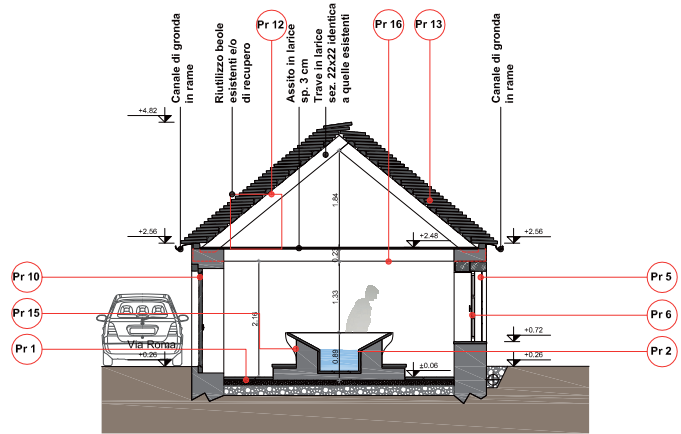 Canale di gronda
in rame
Riutilizzo beole
esistenti e/o
di recupero
Pr 12
Assito in larice
sp. 3 cm
Trave in larice
sez. 22x22 identica
a quelle esistenti
Pr 16
Pr 13
Canale di gronda
in rame
+4.82
1.84
+2.56
+2.48
+2.56
0.23
Pr 10
Pr 5
1.33
2.16
Pr 15
Pr 6
Via Roma
+0.72
Pr 1
Pr 2
+0.26
0.89
±0.06
+0.26